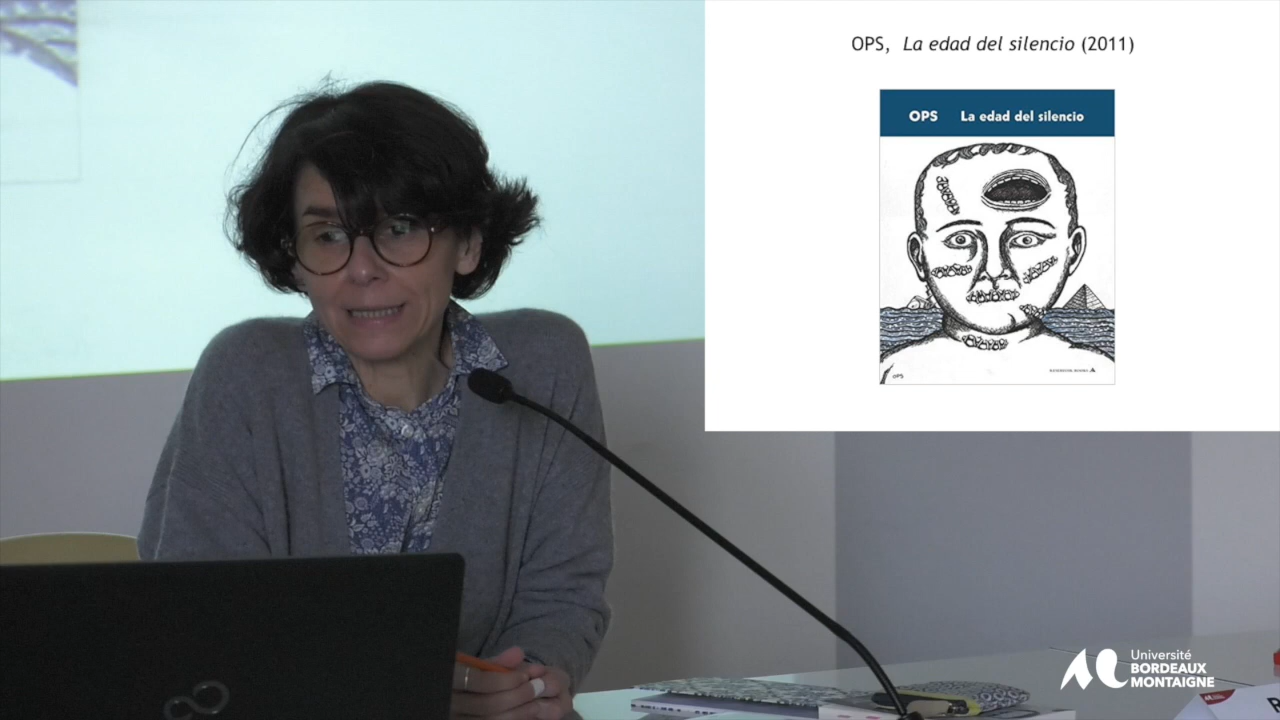 OPS, La edad del silencio (2011)
OPS La edad del silencio
OPS
Université
BORDEAUX
MONTAIGNE